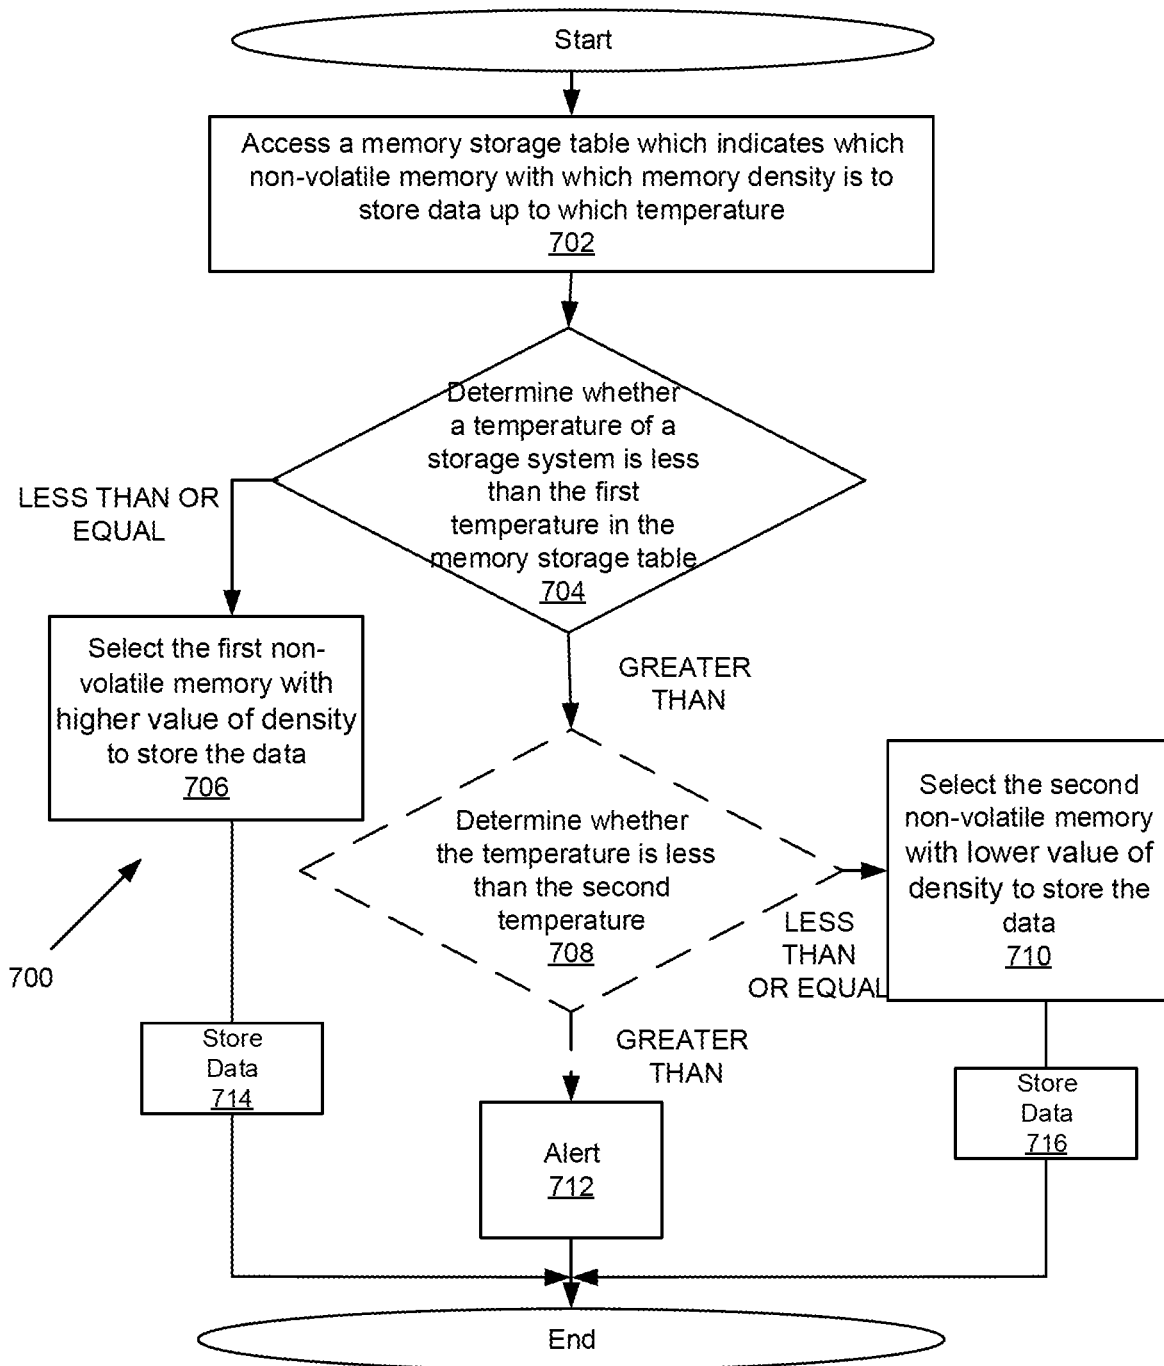 Start
Access a memory storage table which indicates which
non-volatile memory with which memory density is to
store data up to which temperature
702
Determine whether
a temperature of a
storage system is less
than the first
temperature in the
memory storage table
704
LESS THAN OR
EQUAL
Select the first non-
volatile memory with
higher value of density
to store the data
706
GREATER
THAN
Determine whether
the temperature is less
than the second
temperature
708
LESS
THAN
OR EQUAL
Select the second
non-volatile memory
with lower value of
density to store the
data
710
700
Store
Data
714
GREATER
THAN
Alert
712
Store
Data
716
End